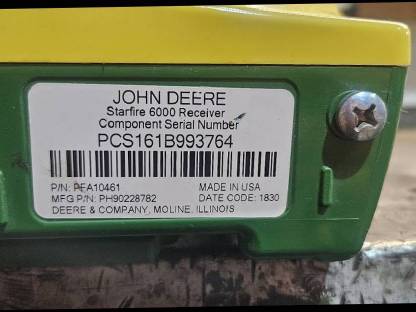 JOHN DEERE
Starfire 6000 Receiver
Component Serial Number
PCS161B993764
P/N: PEA10461 MADE IN USA
MFG P/N: PH90228782 DATE CODE: 1830
DEERE & COMPANY, MOLINE, ILLINOIS